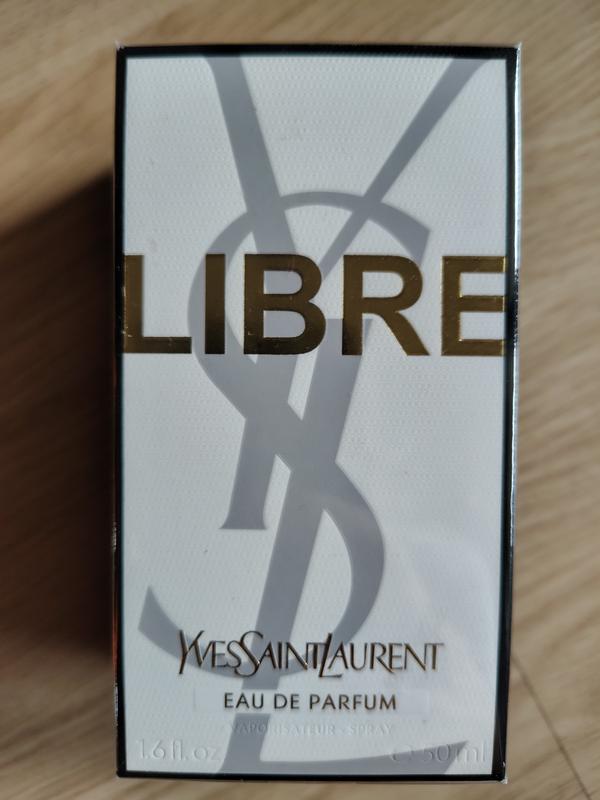 LIBRE
YVESSAINTLAURENT
EAU DE PARFUM
VAPORISATEUR - SPRAY
1.6 fl. oz ℮ 50 ml